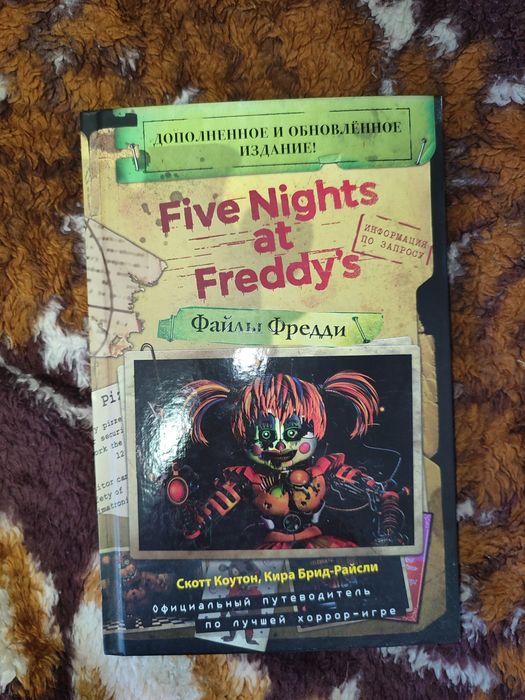 ДОПОЛНЕННОЕ И ОБНОВЛЁННОЕ
ИЗДАНИЕ!
Five Nights
at
Freddy's
ИНФОРМАЦИЯ
ПО ЗАПРОСУ
Файлы Фредди
Скотт Коутон, Кира Брид-Райсли
Официальный путеводитель
по лучшей хоррор-игре